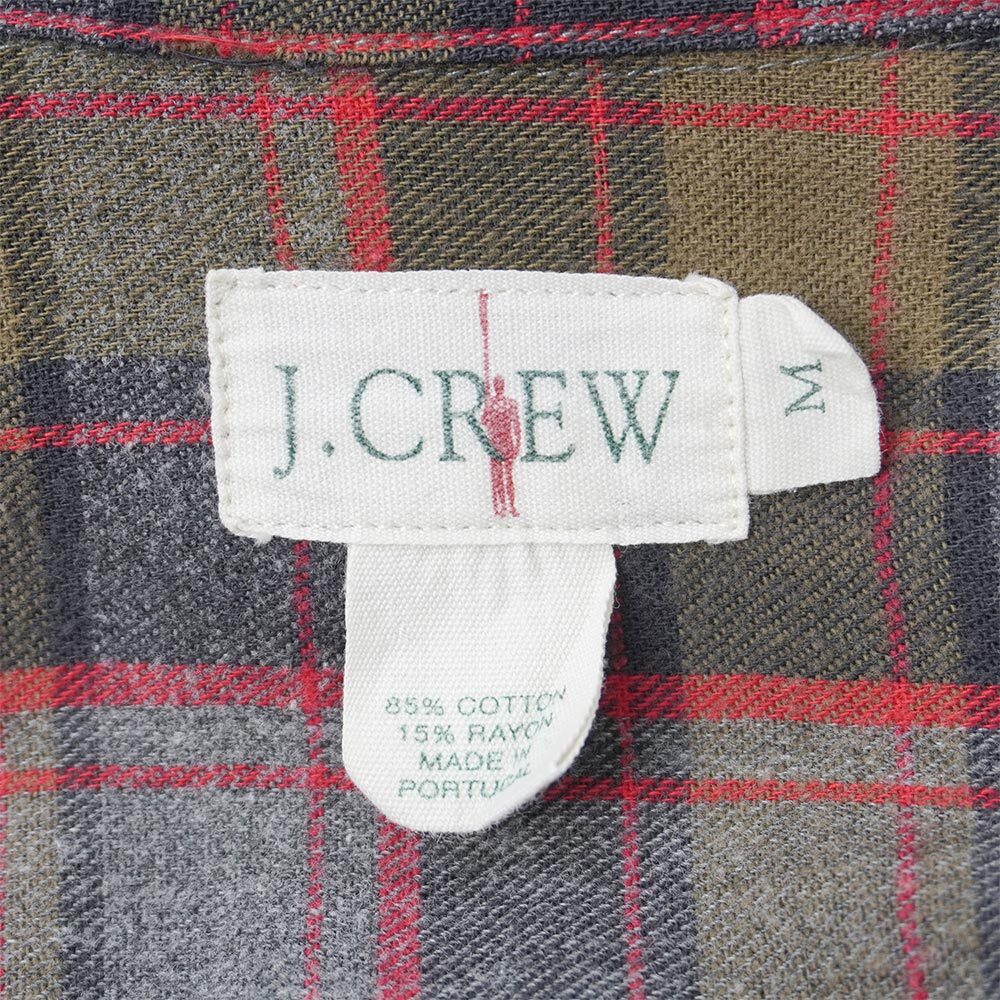 J.CREW
M
85% COTTON
15% RAYON
MADE IN
PORTUGAL